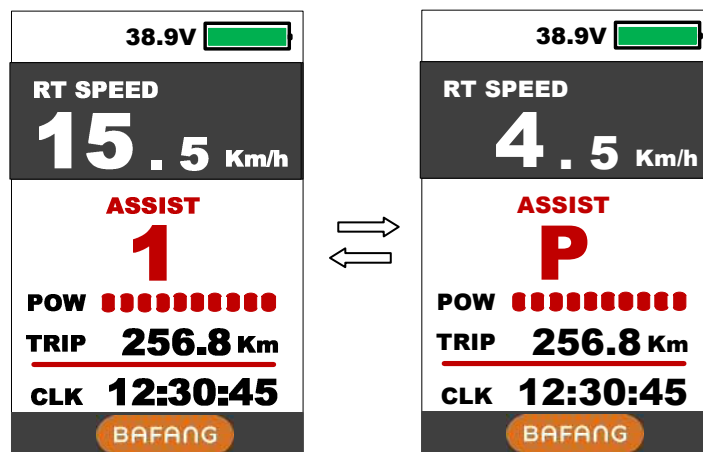 38.9V
RT SPEED
15.5 Km/h
ASSIST
1
POW
TRIP 256.8 Km
CLK 12:30:45
BAFANG
38.9V
RT SPEED
4.5 Km/h
ASSIST
P
POW
TRIP 256.8 Km
CLK 12:30:45
BAFANG